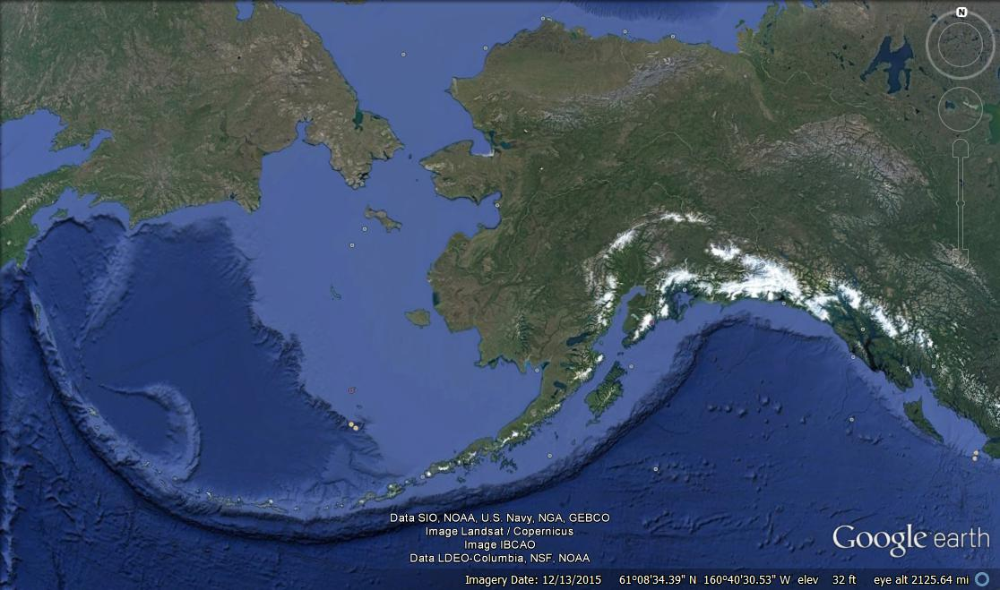 N
Data SIO, NOAA, U.S. Navy, NGA, GEBCO
Image Landsat / Copernicus
Image IBCAO
Data LDEO-Columbia, NSF, NOAA
Google earth
Imagery Date: 12/13/2015 61°08'34.39" N 160°40'30.53" W elev 32 ft eye alt 2125.64 mi